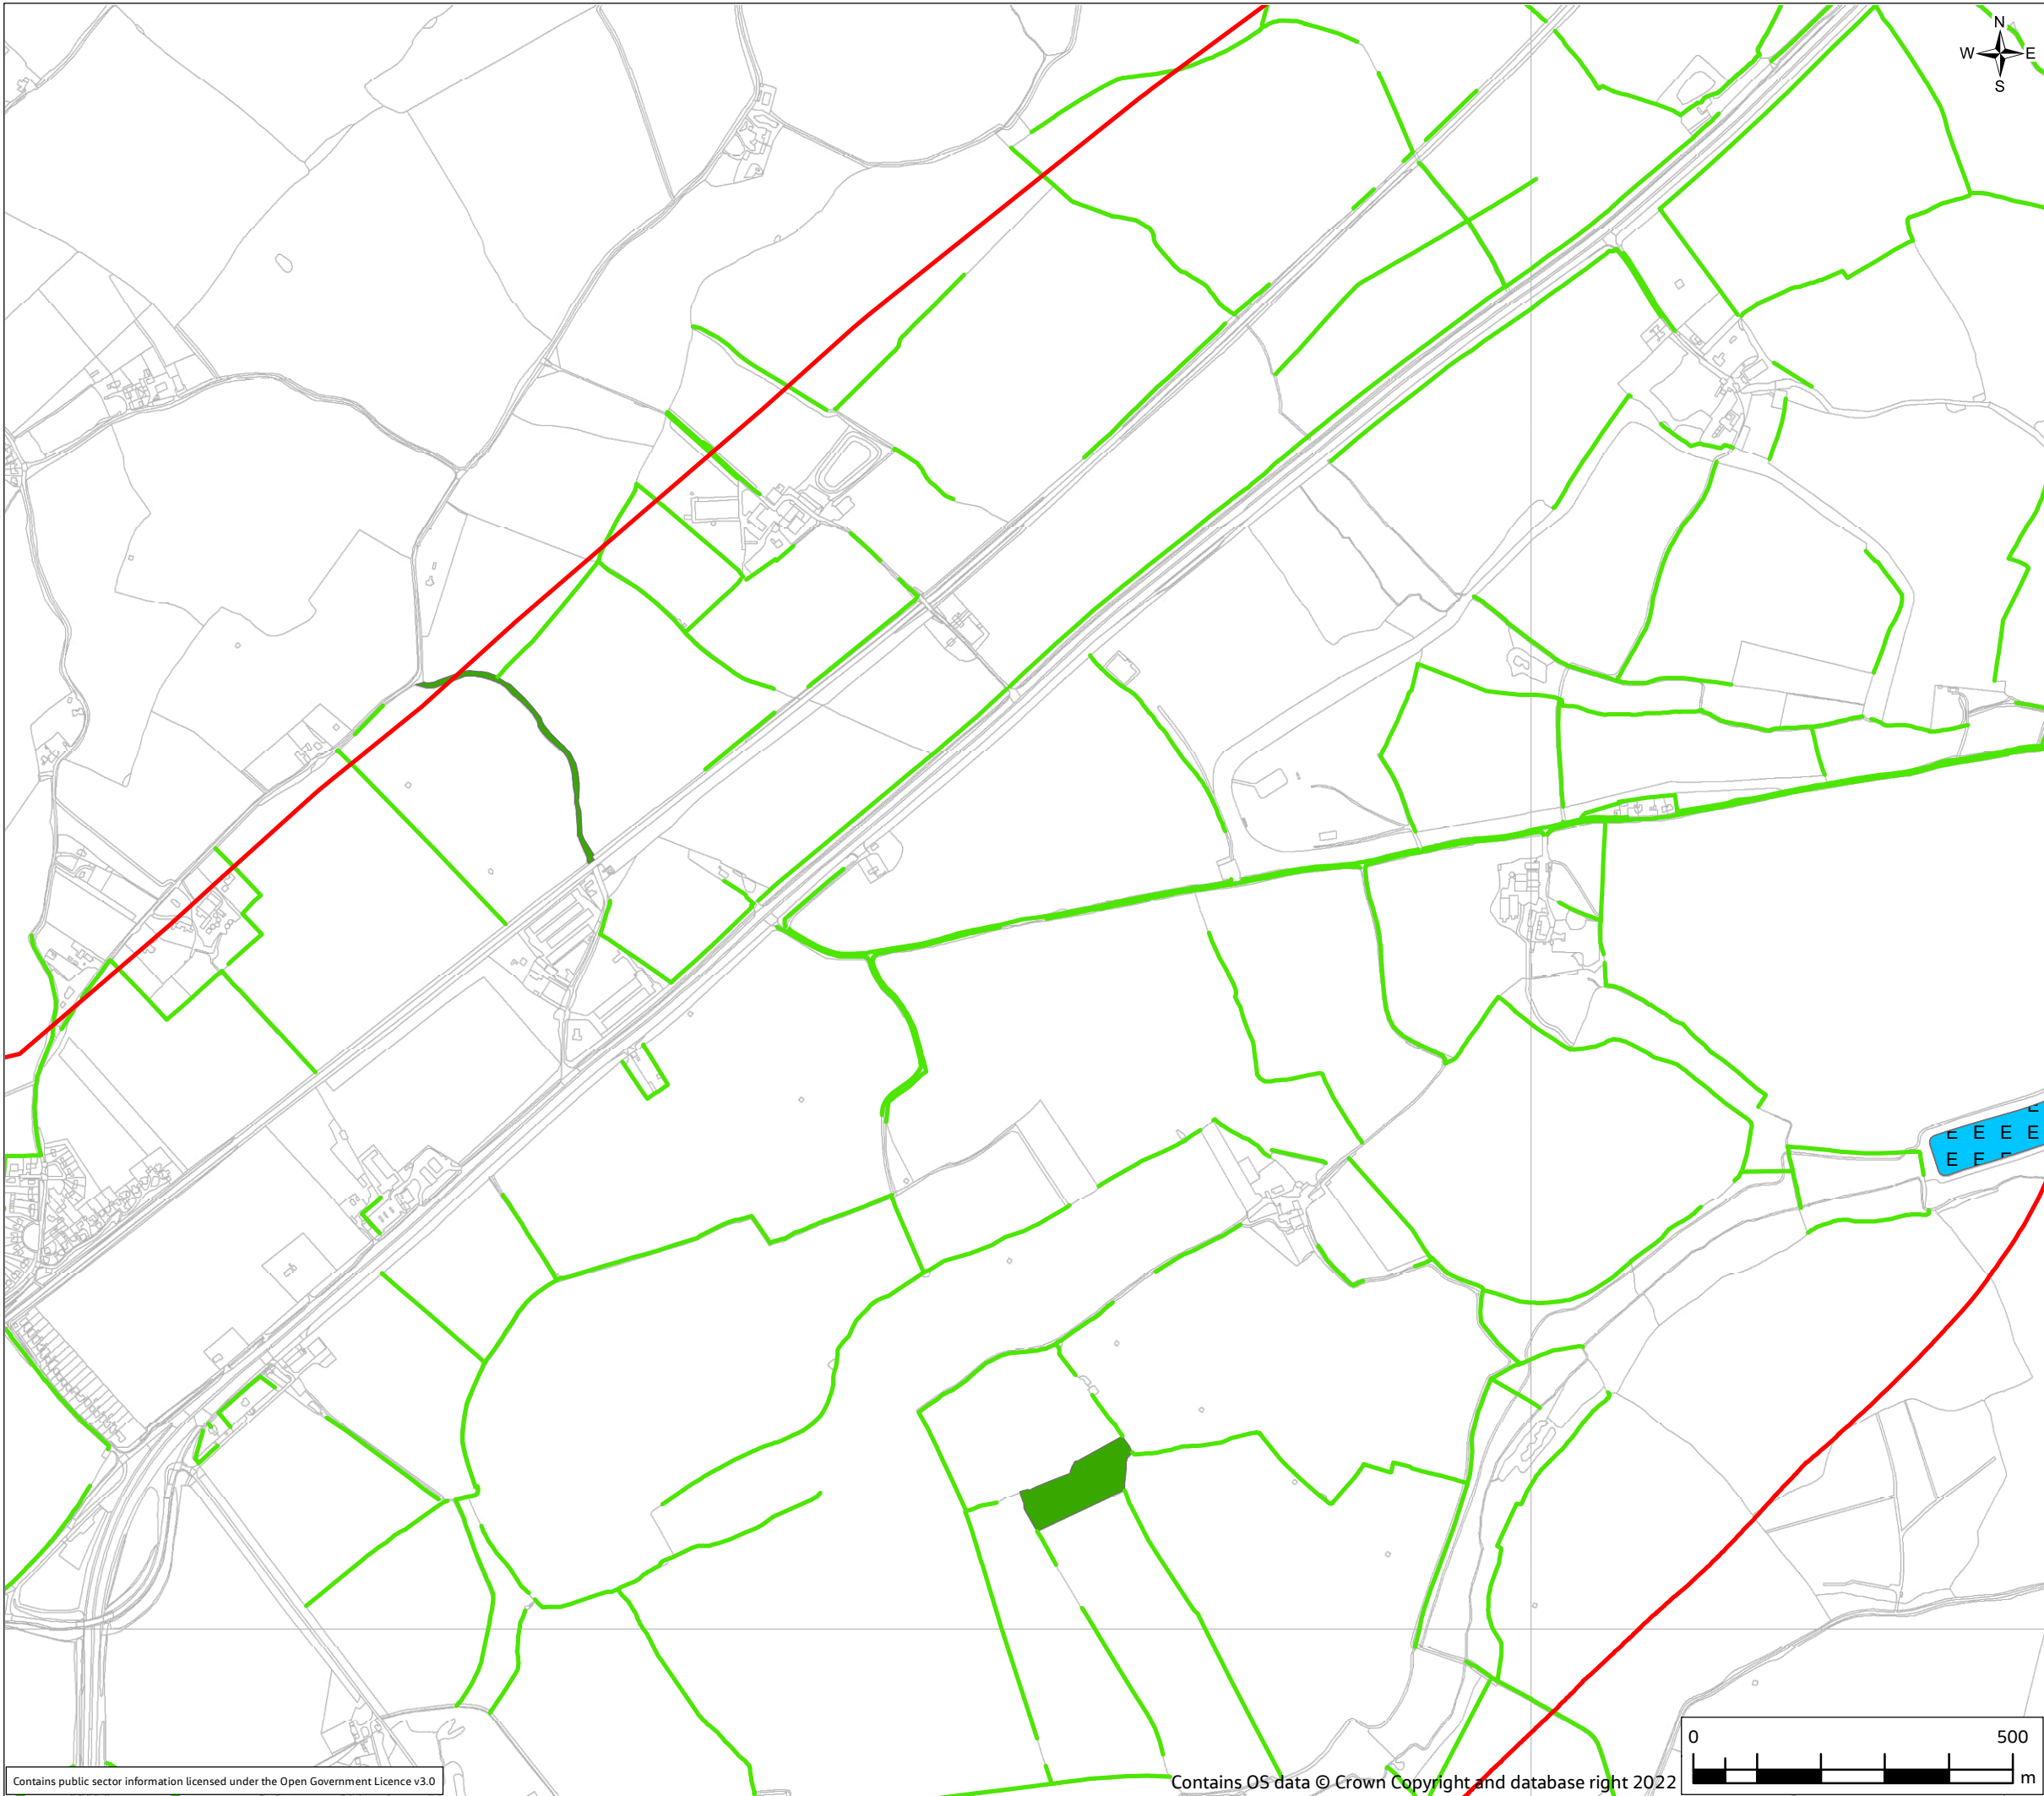 N
W E
S
E
E E E E
E E E
0 500
m
Contains public sector information licensed under the Open Government Licence v3.0
Contains OS data © Crown Copyright and database right 2022